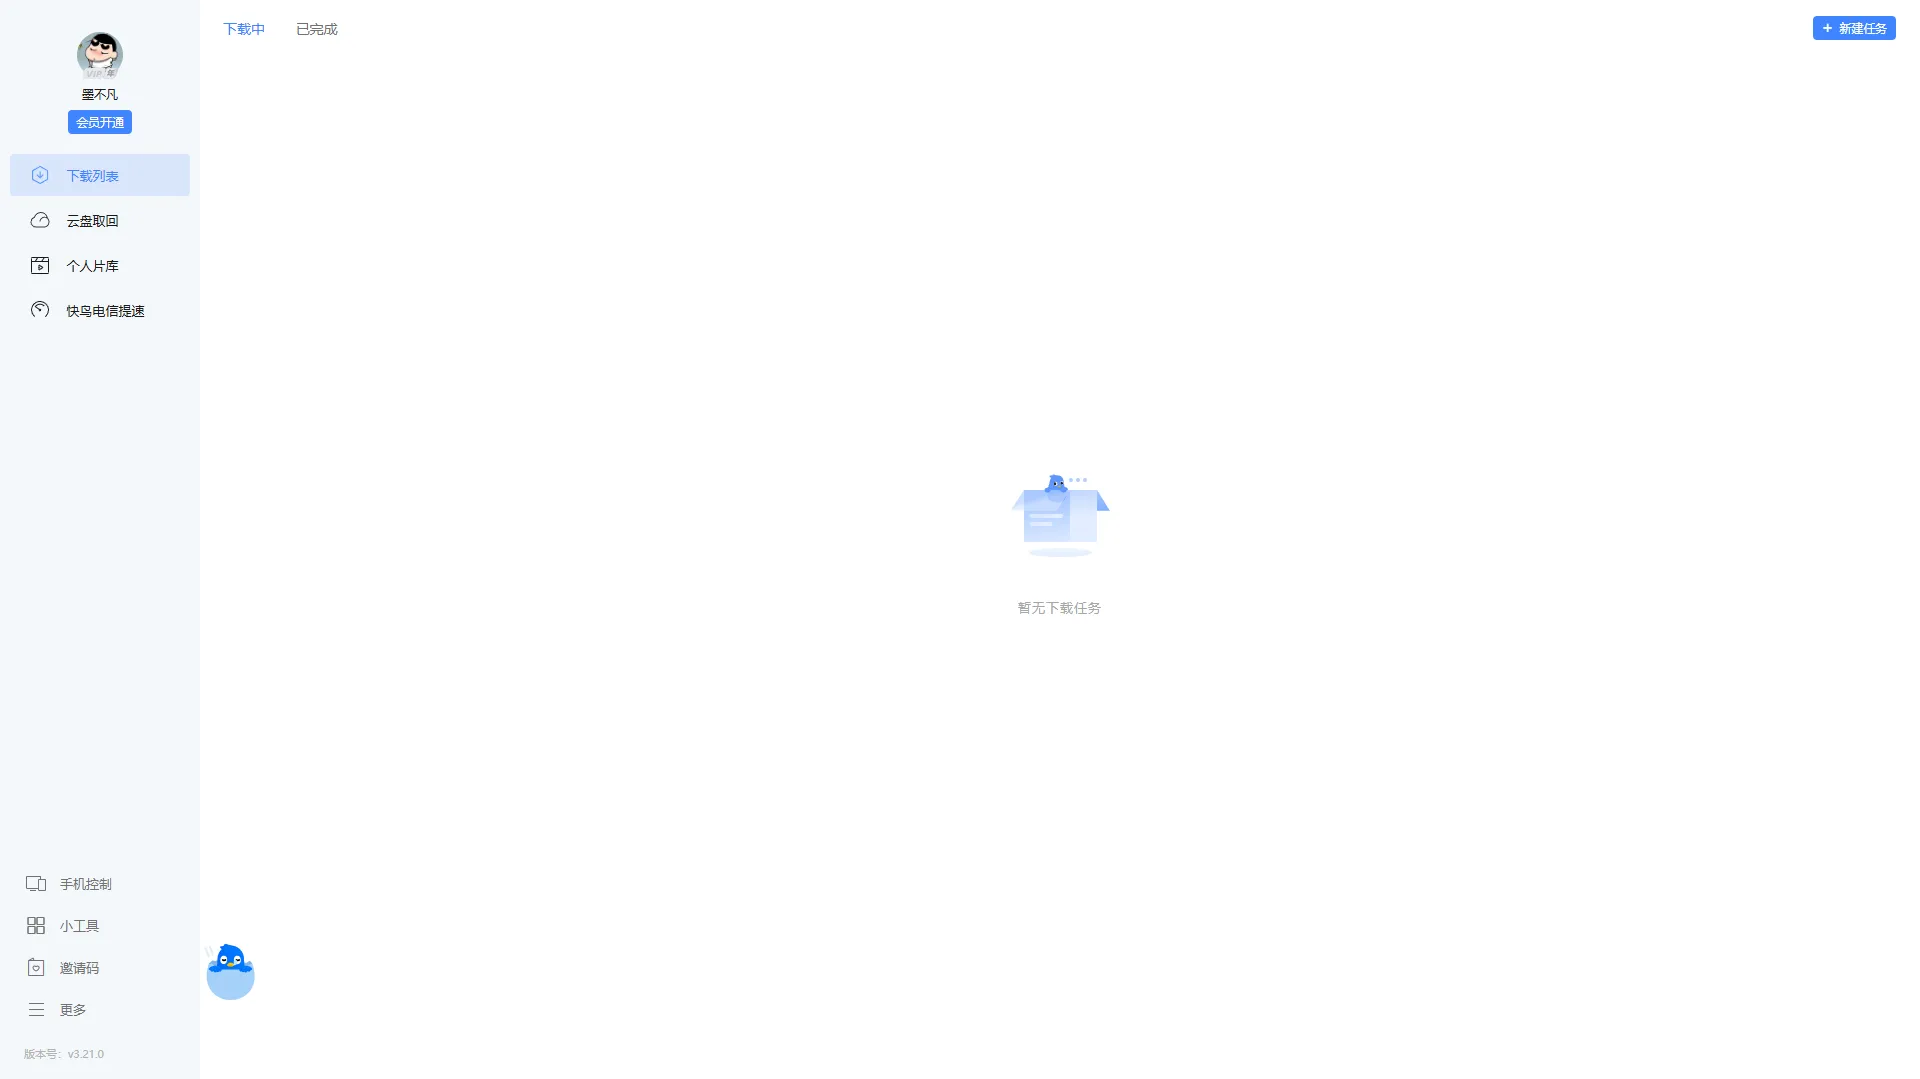 下载中
已完成
新建任务
VIP 年
墨不凡
会员开通
下载列表
云盘取回
个人片库
快鸟电信提速
暂无下载任务
手机控制
小工具
邀请码
更多
版本号：v3.21.0